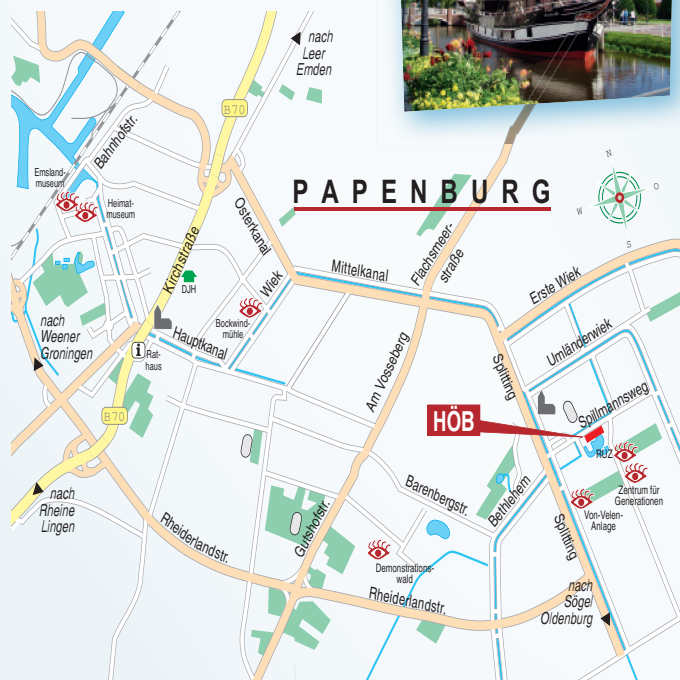 nach
Leer
Emden
B70
Bahnhofstr.
Emsland-
museum
Heimat-
museum
PAPENBURG
N
W
O
S
Osterkanal
Kirchstraße
Flachsmeer-
straße
Mittelkanal
Erste Wiek
DJH
Wiek
Bockwind-
mühle
nach
Weener
Groningen
i
Rat-
haus
Hauptkanal
Umländerwiek
Am Vosseberg
Splitting
Spillmannsweg
HÖB
B70
RUZ
Zentrum für
Generationen
Von-Velen-
Anlage
nach
Rheine
Lingen
Barenbergstr.
Bethlehem
Rheiderlandstr.
Gutshofstr.
Splitting
Demonstrations-
wald
Rheiderlandstr.
nach
Sögel
Oldenburg